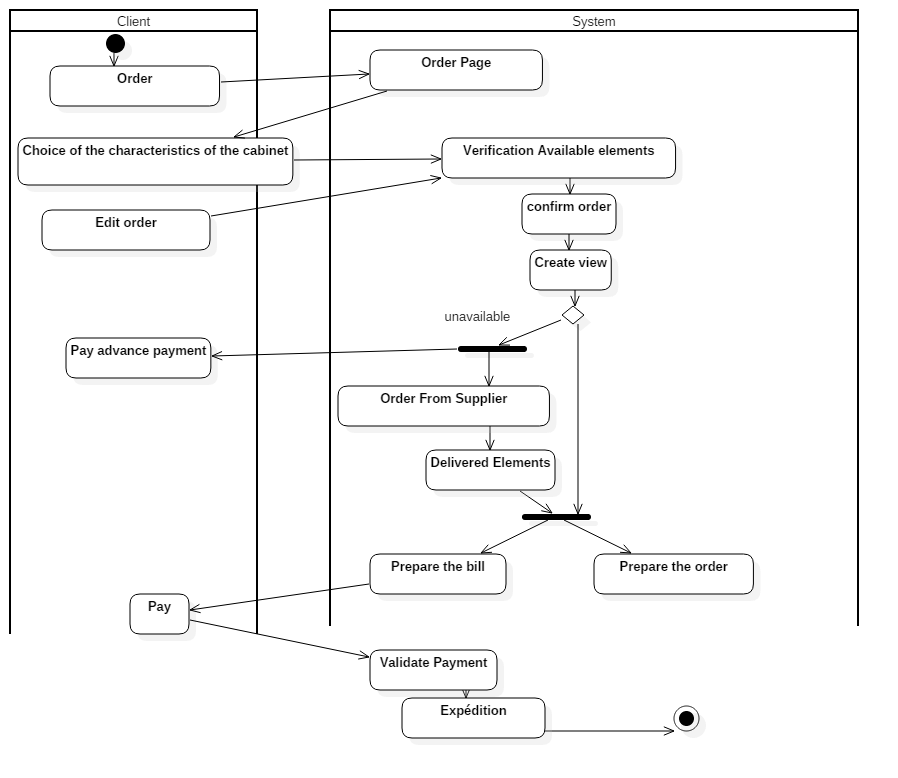 Client
System
Order
Order Page
Choice of the characteristics of the cabinet
Verification Available elements
Edit order
confirm order
Create view
unavailable
Pay advance payment
Order From Supplier
Delivered Elements
Prepare the bill
Prepare the order
Pay
Validate Payment
Expédition